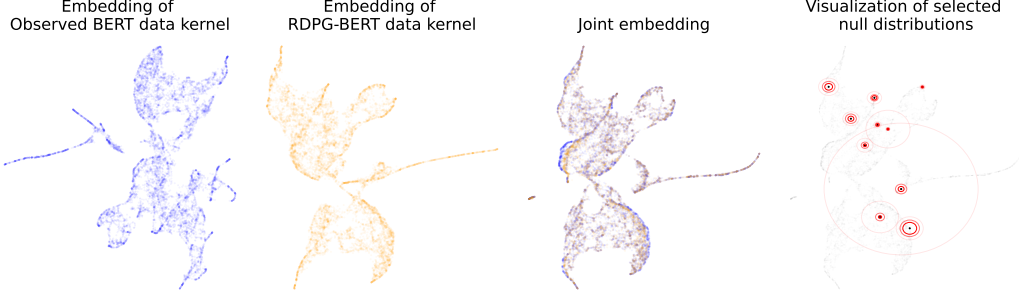 Embedding of
Observed BERT data kernel
Embedding of
RDPG-BERT data kernel
Joint embedding
Visualization of selected
null distributions